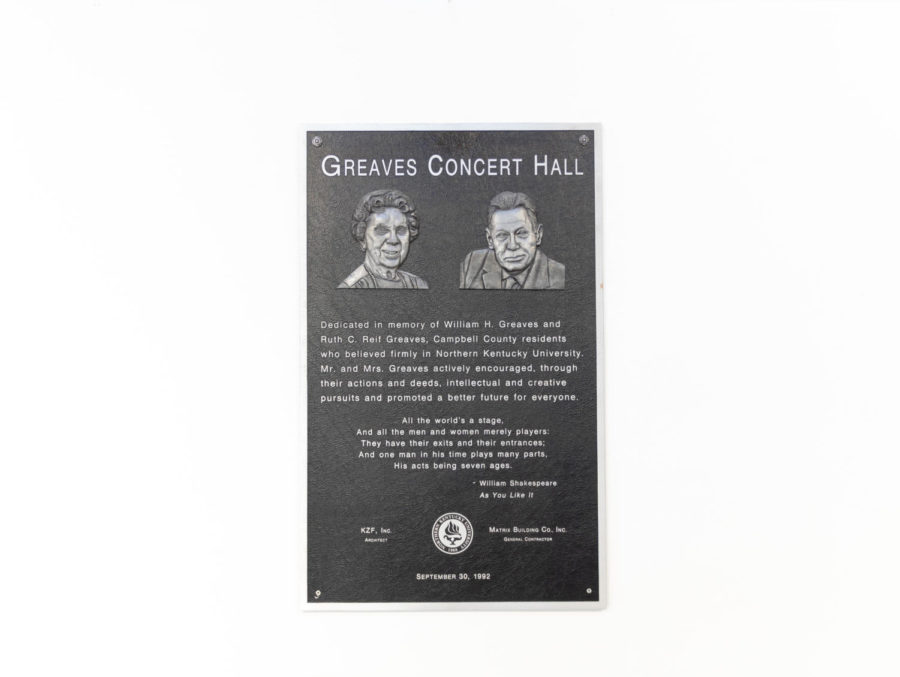 GREAVES CONCERT HALL
Dedicated in memory of William H. Greaves and
Ruth C. Reif Greaves, Campbell County residents
who believed firmly in Northern Kentucky University.
Mr. and Mrs. Greaves actively encouraged, through
their actions and deeds, intellectual and creative
pursuits and promoted a better future for everyone.
All the world's a stage,
And all the men and women merely players:
They have their exits and their entrances;
And one man in his time plays many parts,
His acts being seven ages.
- William Shakespeare
As You Like It
KZF, INC.
ARCHITECT
NORTHERN KENTUCKY UNIVERSITY
1968
MATRIX BUILDING CO. INC.
GENERAL CONTRACTOR
SEPTEMBER 30, 1992